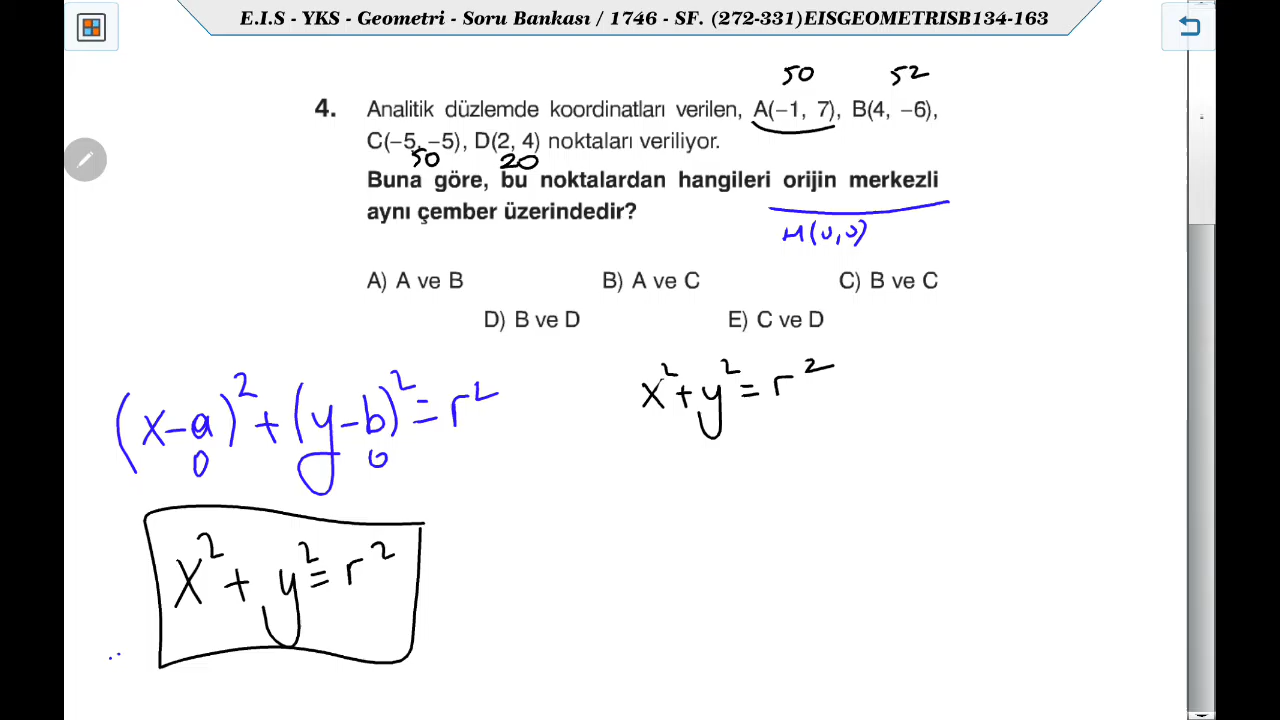 E.I.S - YKS - Geometri - Soru Bankası / 1746 - SF. (272-331)EISGEOMETRISB134-163
50 52
4. Analitik düzlemde koordinatları verilen, A(−1, 7), B(4, −6),
C(−5, −5), D(2, 4) noktaları veriliyor.
50 20
Buna göre, bu noktalardan hangileri orijin merkezli
aynı çember üzerindedir?
M(0,0)
A) A ve B B) A ve C C) B ve C
D) B ve D E) C ve D
x² + y² = r²
(x−a)² + (y−b)² = r²
0 0
x² + y² = r²